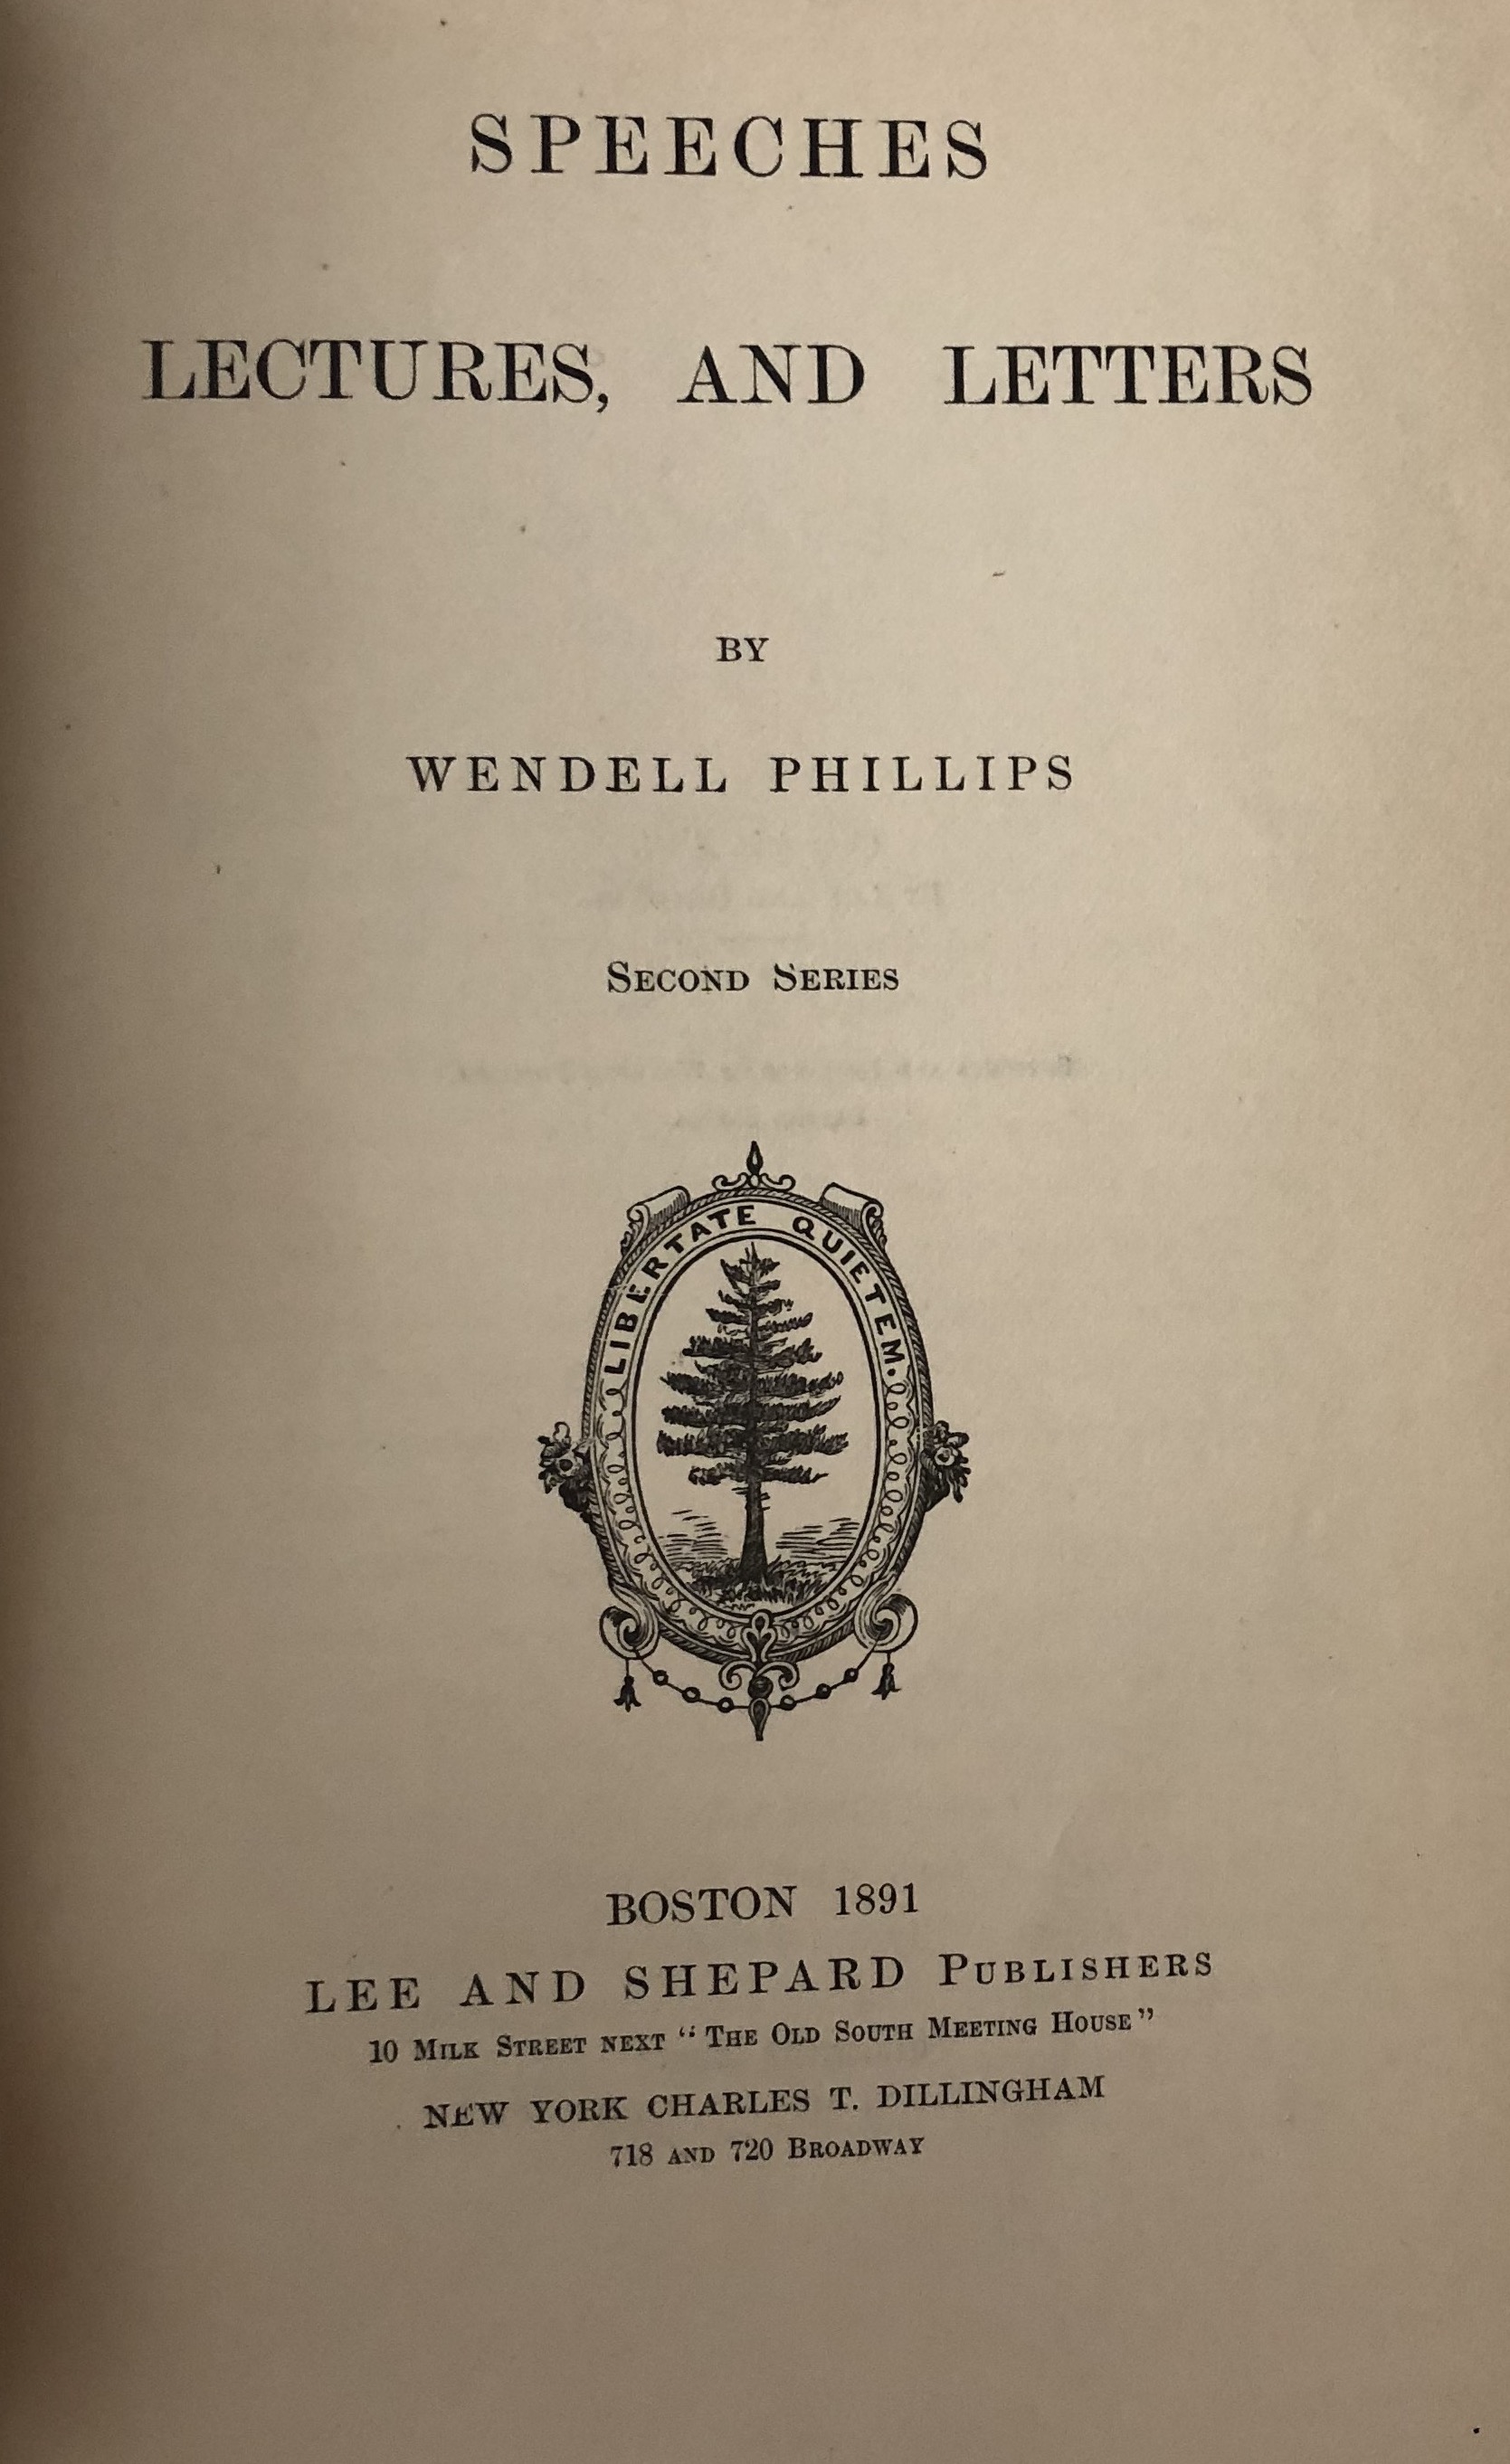 SPEECHES
LECTURES, AND LETTERS
BY
WENDELL PHILLIPS
SECOND SERIES
LIBERTATE QUIETEM.
BOSTON 1891
LEE AND SHEPARD PUBLISHERS
10 MILK STREET NEXT “THE OLD SOUTH MEETING HOUSE”
NEW YORK CHARLES T. DILLINGHAM
718 AND 720 BROADWAY